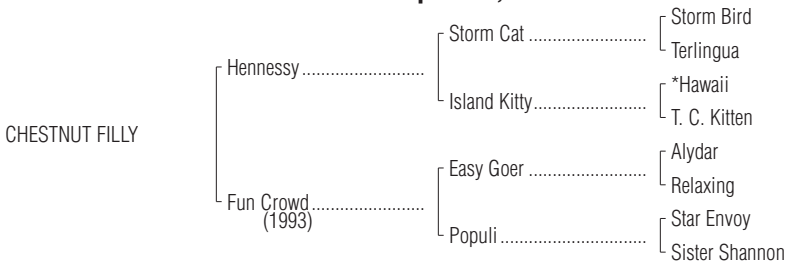 Storm Bird
Storm Cat ..........................
Terlingua
Hennessy ...........................
*Hawaii
Island Kitty.........................
T. C. Kitten
CHESTNUT FILLY
Alydar
Easy Goer ..........................
Relaxing
Fun Crowd.........................
(1993)
Star Envoy
Populi ................................
Sister Shannon